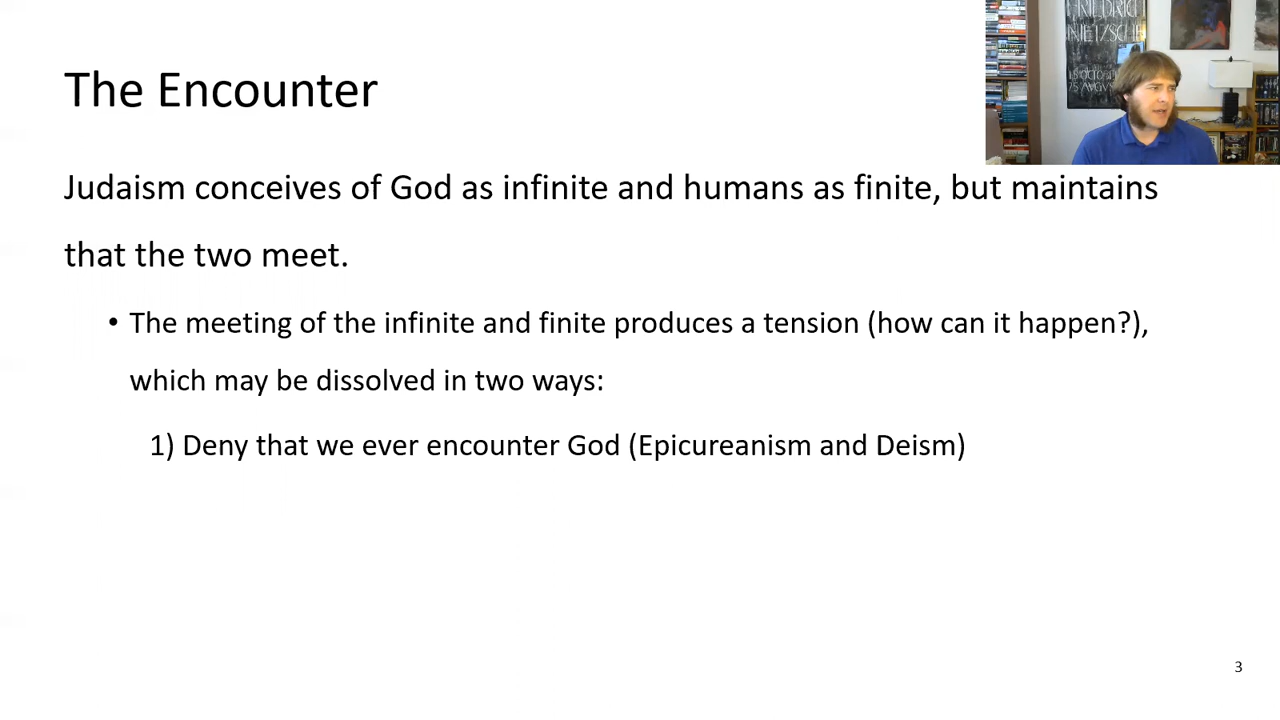 FRIEDRICH
NIETZSCHE
The Encounter
Judaism conceives of God as infinite and humans as finite, but maintains
that the two meet.
• The meeting of the infinite and finite produces a tension (how can it happen?),
which may be dissolved in two ways:
1) Deny that we ever encounter God (Epicureanism and Deism)
3